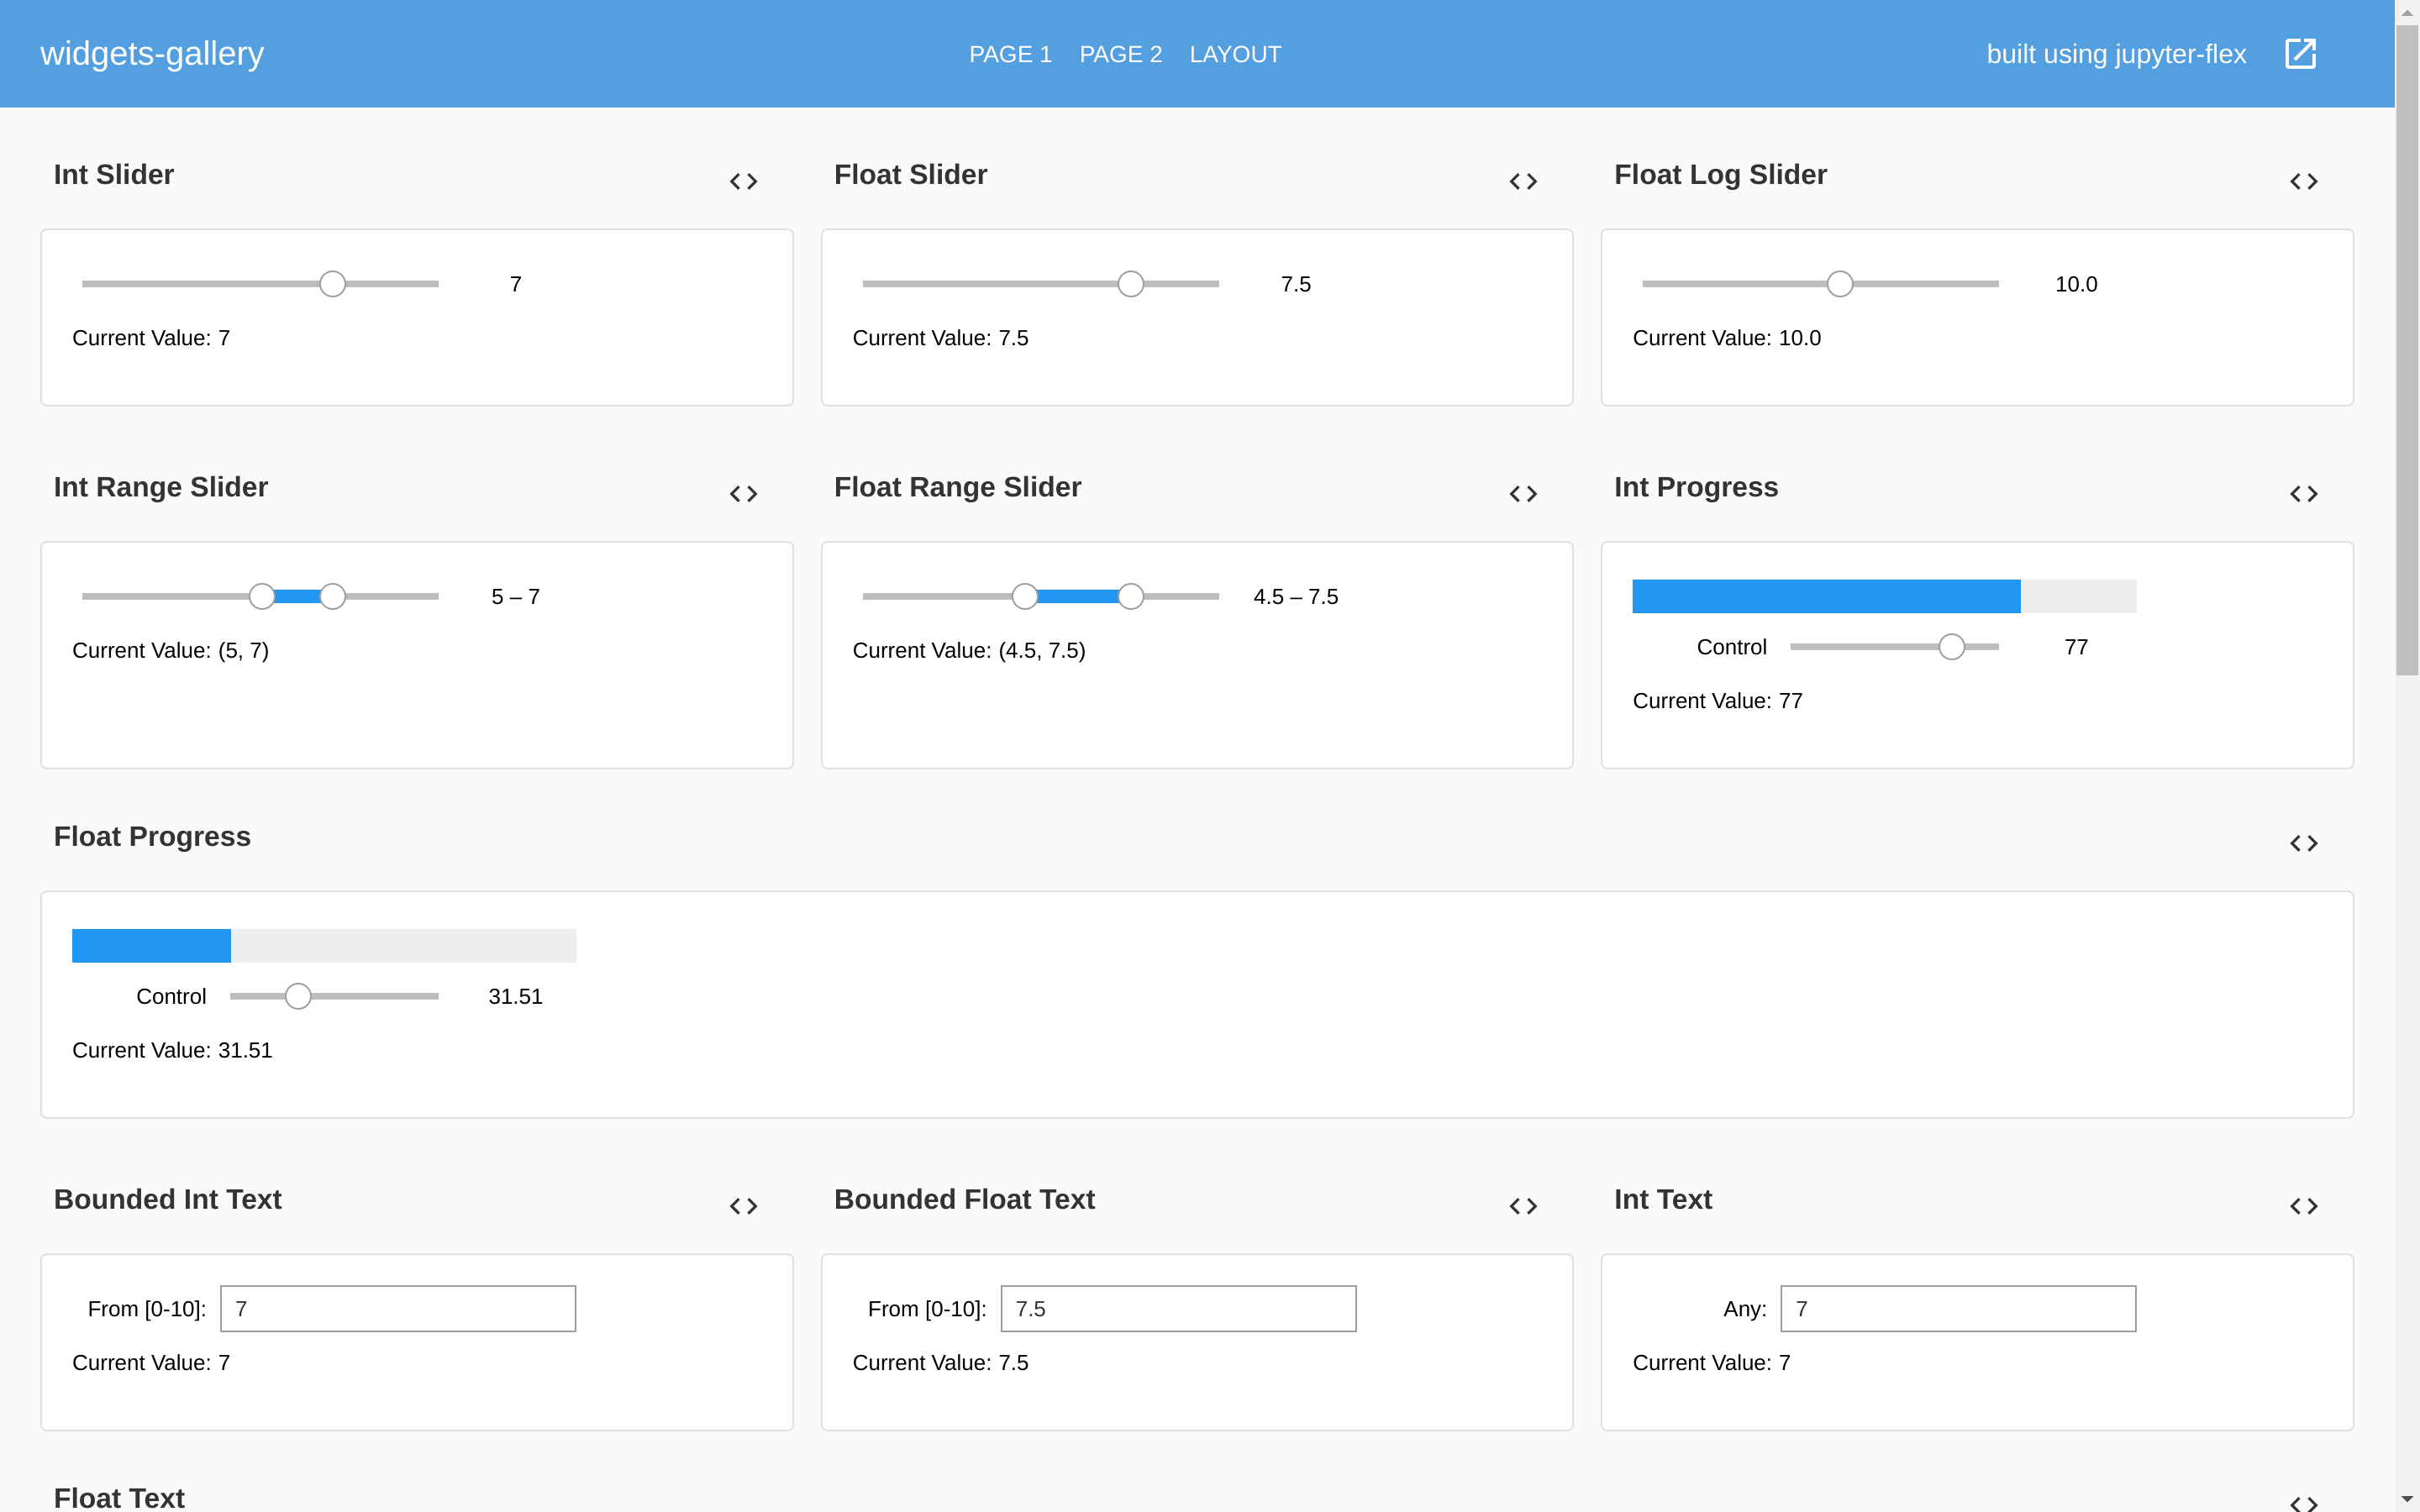 widgets-gallery
PAGE 1 PAGE 2 LAYOUT
built using jupyter-flex
Int Slider
7
Current Value: 7
Float Slider
7.5
Current Value: 7.5
Float Log Slider
10.0
Current Value: 10.0
Int Range Slider
5 – 7
Current Value: (5, 7)
Float Range Slider
4.5 – 7.5
Current Value: (4.5, 7.5)
Int Progress
Control 77
Current Value: 77
Float Progress
Control 31.51
Current Value: 31.51
Bounded Int Text
From [0-10]: 7
Current Value: 7
Bounded Float Text
From [0-10]: 7.5
Current Value: 7.5
Int Text
Any: 7
Current Value: 7
Float Text